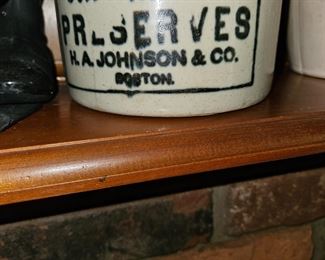 PRESERVES
H.A. JOHNSON & CO.
BOSTON.